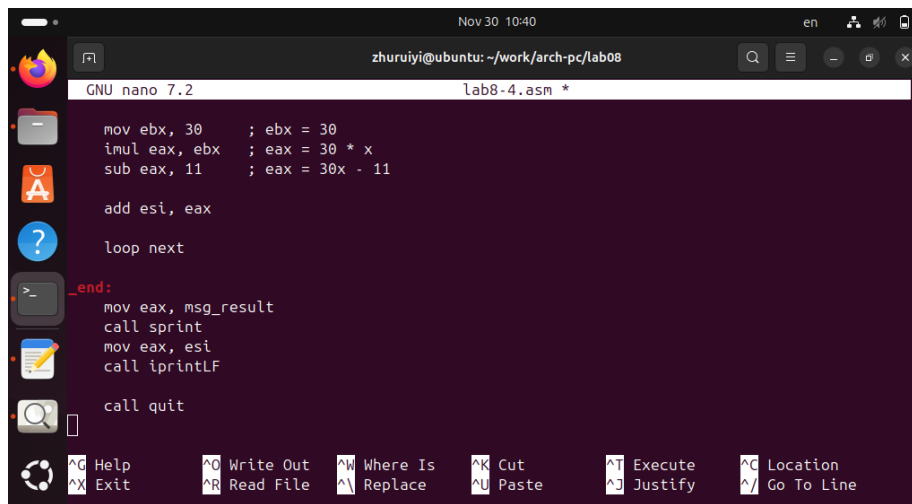 Nov 30 10:40
en
zhuruiyi@ubuntu: ~/work/arch-pc/lab08
GNU nano 7.2 lab8-4.asm *
mov ebx, 30 ; ebx = 30
imul eax, ebx ; eax = 30 * x
sub eax, 11 ; eax = 30x - 11
add esi, eax
loop next
_end:
mov eax, msg_result
call sprint
mov eax, esi
call iprintLF
call quit
^G Help ^O Write Out ^W Where Is ^K Cut ^T Execute ^C Location
^X Exit ^R Read File ^\ Replace ^U Paste ^J Justify ^/ Go To Line